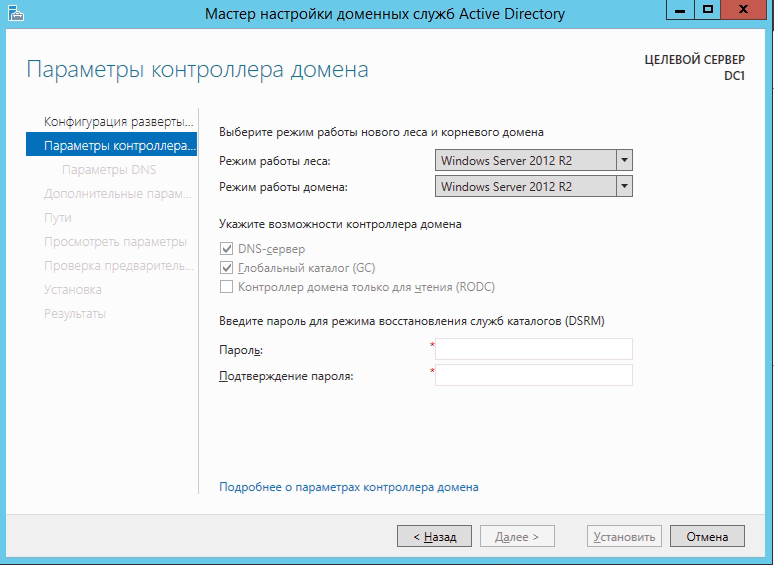 Мастер настройки доменных служб Active Directory
Параметры контроллера домена
ЦЕЛЕВОЙ СЕРВЕР
DC1
Конфигурация разверты...
Параметры контроллера...
Параметры DNS
Дополнительные парам...
Пути
Просмотреть параметры
Проверка предваритель...
Установка
Результаты
Выберите режим работы нового леса и корневого домена
Режим работы леса: Windows Server 2012 R2
Режим работы домена: Windows Server 2012 R2
Укажите возможности контроллера домена
DNS-сервер
Глобальный каталог (GC)
Контроллер домена только для чтения (RODC)
Введите пароль для режима восстановления служб каталогов (DSRM)
Пароль: *
Подтверждение пароля: *
Подробнее о параметрах контроллера домена
< Назад Далее > Установить Отмена